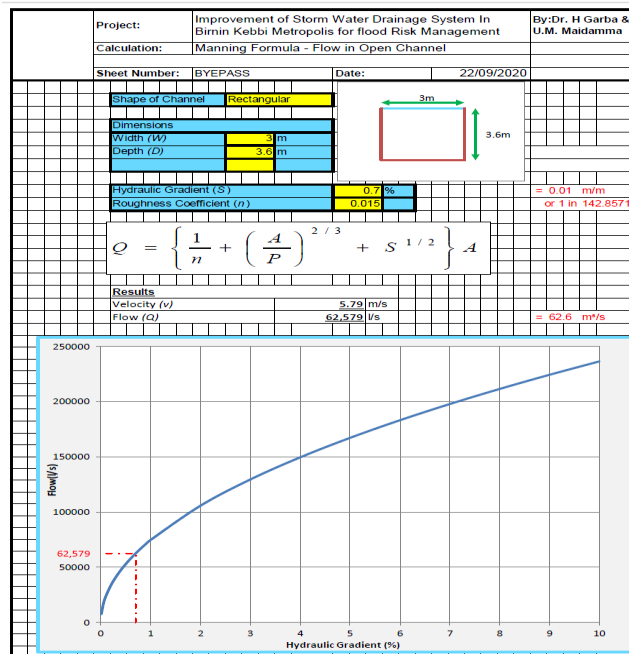 Project:
Improvement of Storm Water Drainage System In
Birnin Kebbi Metropolis for flood Risk Management
By:Dr. H Garba &
U.M. Maidamma
Calculation:
Manning Formula - Flow in Open Channel
Sheet Number:
BYEPASS
Date:
22/09/2020
Shape of Channel
Rectangular
3m
3.6m
Dimensions
Width (W)
3 m
Depth (D)
3.6 m
Hydraulic Gradient (S)
0.7 %
= 0.01 m/m
Roughness Coefficient (n)
0.015
or 1 in 142.8571
Q = { 1/n + ( A/P ) 2 / 3 + S 1 / 2 } A
Results
Velocity (v)
5.79 m/s
Flow (Q)
62,579 l/s
= 62.6 m³/s
250000
200000
150000
100000
62,579
50000
0
Flow(l/s)
0 1 2 3 4 5 6 7 8 9 10
Hydraulic Gradient (%)